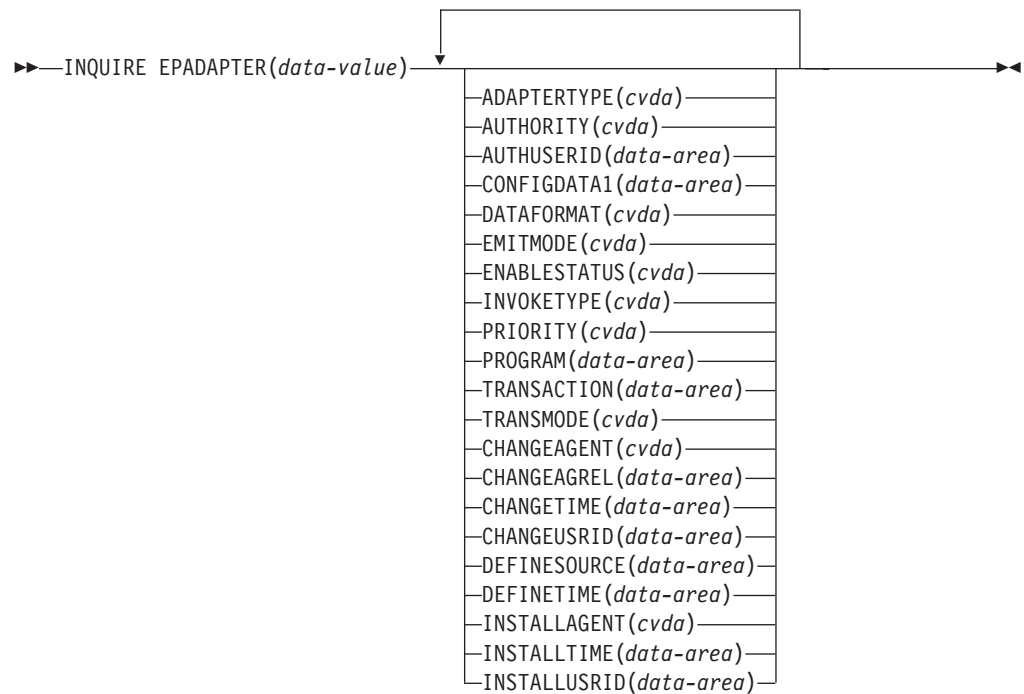 INQUIRE EPADAPTER(data-value)
ADAPTERTYPE(cvda)
AUTHORITY(cvda)
AUTHUSERID(data-area)
CONFIGDATA1(data-area)
DATAFORMAT(cvda)
EMITMODE(cvda)
ENABLESTATUS(cvda)
INVOKETYPE(cvda)
PRIORITY(cvda)
PROGRAM(data-area)
TRANSACTION(data-area)
TRANSMODE(cvda)
CHANGEAGENT(cvda)
CHANGEAGREL(data-area)
CHANGETIME(data-area)
CHANGEUSRID(data-area)
DEFINESOURCE(data-area)
DEFINETIME(data-area)
INSTALLAGENT(cvda)
INSTALLTIME(data-area)
INSTALLUSRID(data-area)